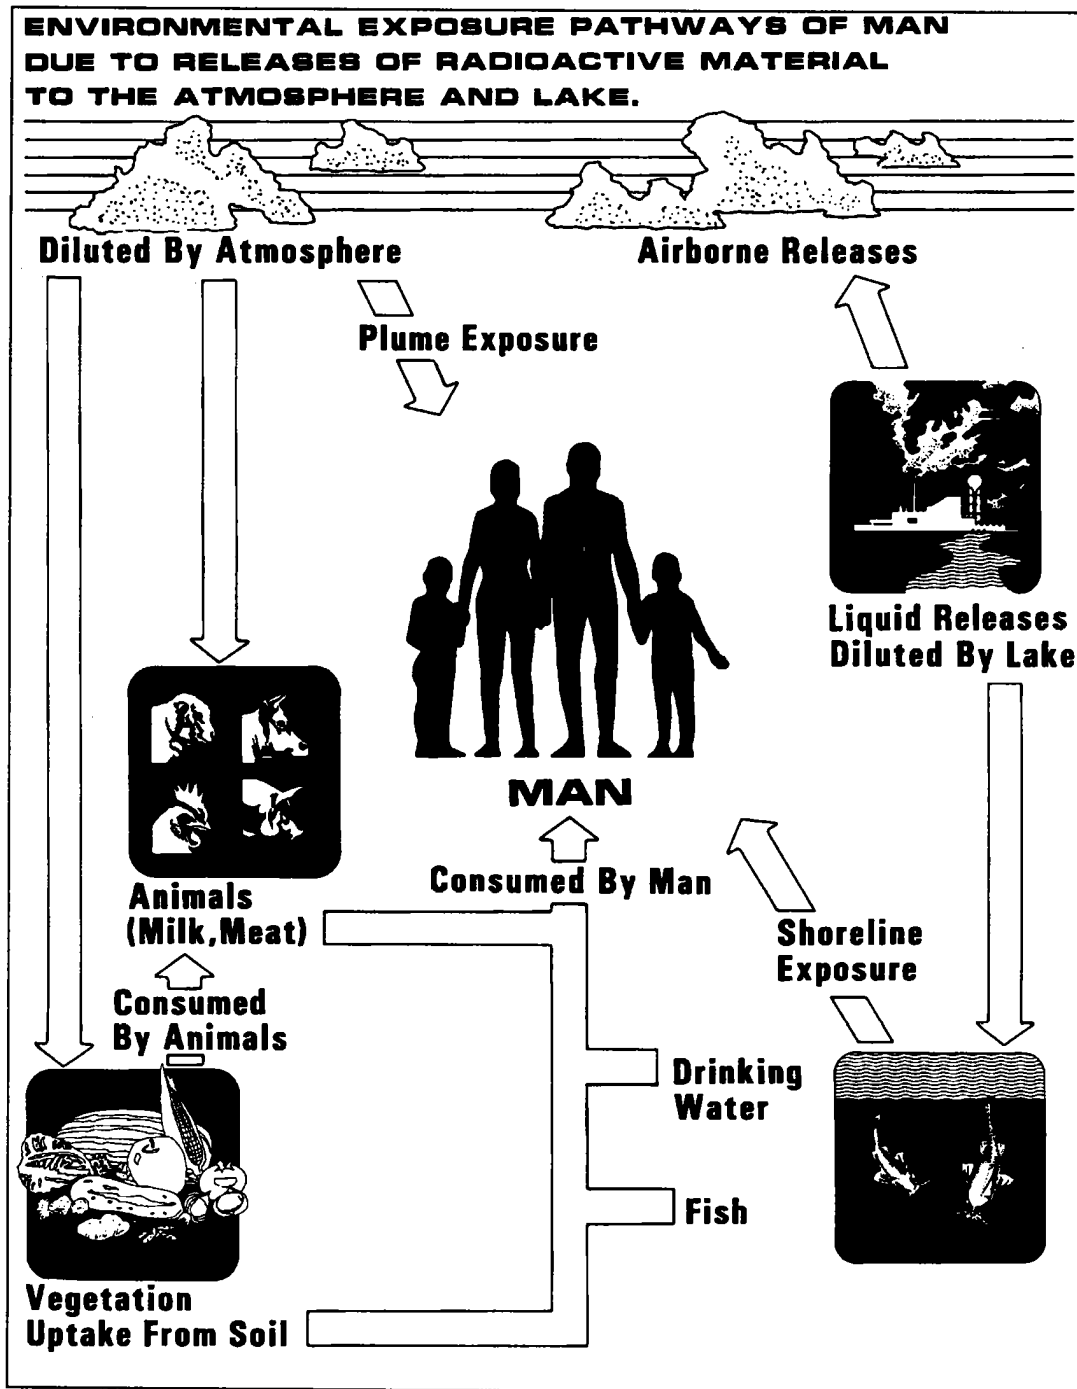 ENVIRONMENTAL EXPOSURE PATHWAYS OF MAN
DUE TO RELEASES OF RADIOACTIVE MATERIAL
TO THE ATMOSPHERE AND LAKE.
Diluted By Atmosphere
Airborne Releases
Plume Exposure
Liquid Releases
Diluted By Lake
MAN
Consumed By Man
Animals
(Milk,Meat)
Shoreline
Exposure
Consumed
By Animals
Drinking
Water
Fish
Vegetation
Uptake From Soil